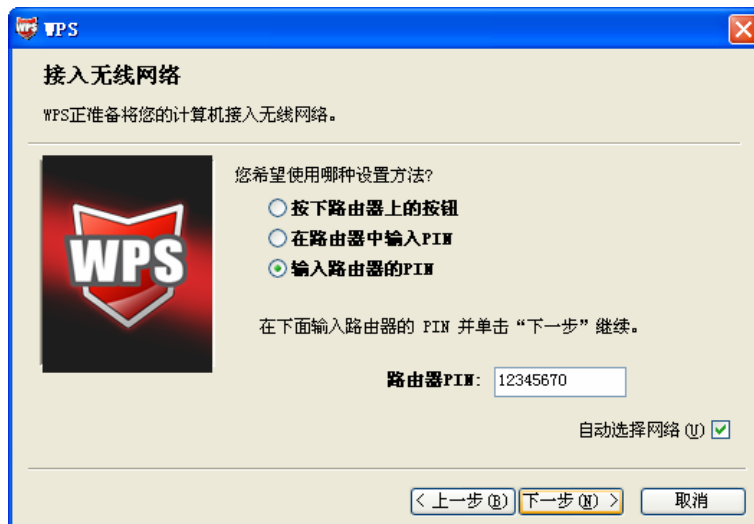 WPS
接入无线网络
WPS正准备将您的计算机接入无线网络。
WPS
您希望使用哪种设置方法?
按下路由器上的按钮
在路由器中输入PIN
输入路由器的PIN
在下面输入路由器的 PIN 并单击“下一步”继续。
路由器PIN: 12345670
自动选择网络(U)
< 上一步(B) 下一步(N) > 取消